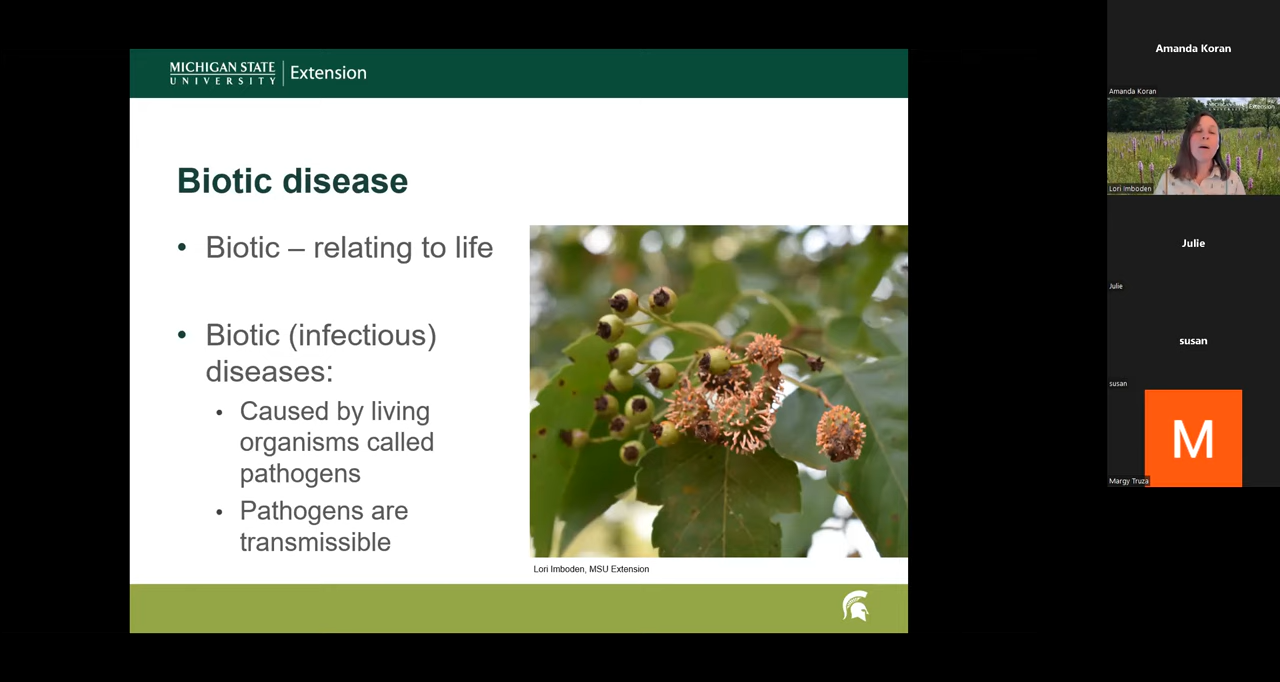 MICHIGAN STATE
UNIVERSITY
Extension
Biotic disease
• Biotic – relating to life
• Biotic (infectious)
diseases:
• Caused by living
organisms called
pathogens
• Pathogens are
transmissible
Lori Imboden, MSU Extension
Amanda Koran
Amanda Koran
Extension
Lori Imboden
Julie
Julie
susan
susan
M
Margy Truza